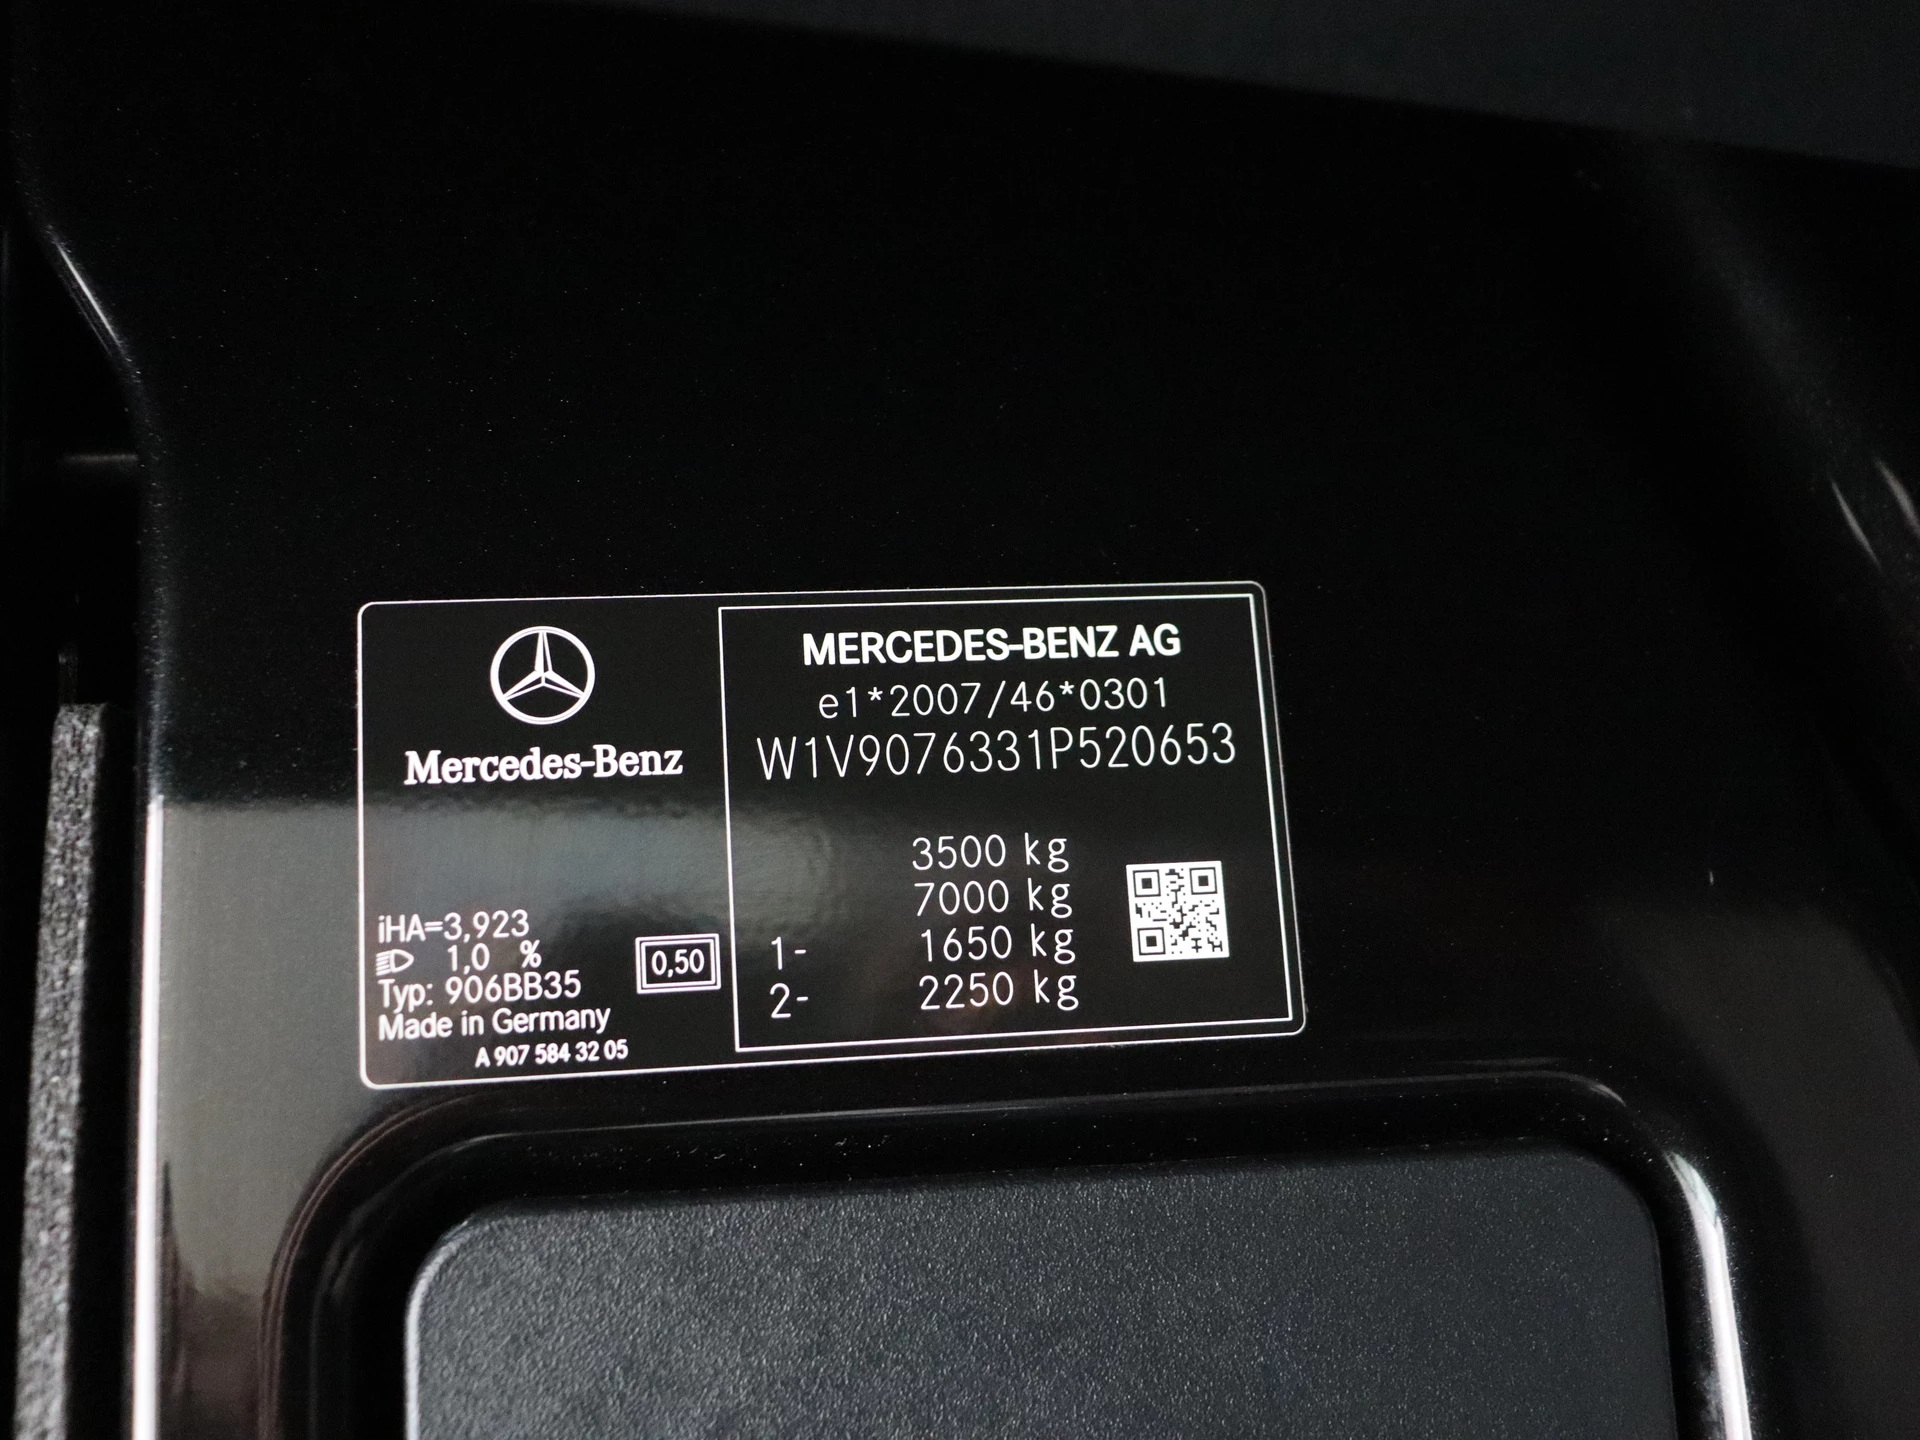 Mercedes-Benz
iHA=3,923
1,0 %
Typ: 906BB35
Made in Germany
A 907 584 32 05
0,50
MERCEDES-BENZ AG
e1*2007/46*0301
W1V9076331P520653
3500 kg
7000 kg
1- 1650 kg
2- 2250 kg